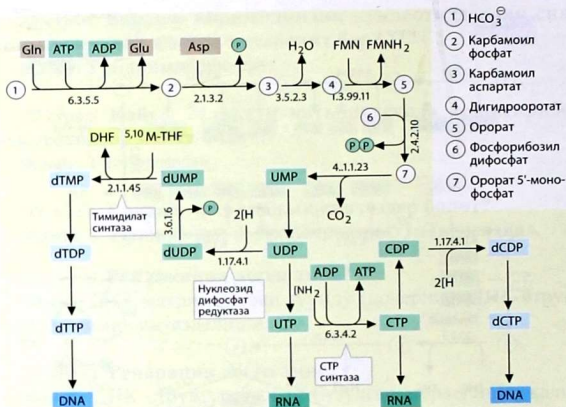 Gln ATP ADP Glu Asp P H₂O FMN FMNH₂
1 2 3 4 5
6.3.5.5 2.1.3.2 3.5.2.3 1.3.99.11
6
P P
2.4.2.10
7
DHF 5,10 M-THF
dTMP dUMP UMP 4..1.1.23
2.1.1.45
CO₂
Тимидилат
синтаза
3.6.1.6 P 2[H
dTDP dUDP UDP CDP 1.17.4.1 dCDP
1.17.4.1 ADP ATP 2[H
Нуклеозид
дифосфат
редуктаза
[NH₂
dTTP UTP CTP dCTP
6.3.4.2
CTP
синтаза
DNA RNA RNA DNA
1 HCO₃⊖
2 Карбамоил
фосфат
3 Карбамоил
аспартат
4 Дигидрооротат
5 Оротат
6 Фосфорибозил
дифосфат
7 Оротат 5'-моно-
фосфат